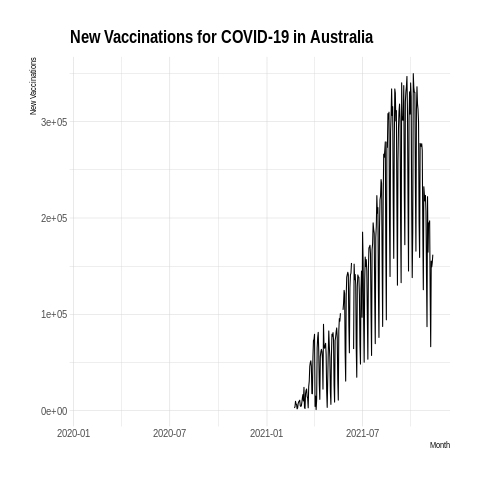 New Vaccinations for COVID-19 in Australia
New Vaccinations
3e+05
2e+05
1e+05
0e+00
2020-01 2020-07 2021-01 2021-07
Month